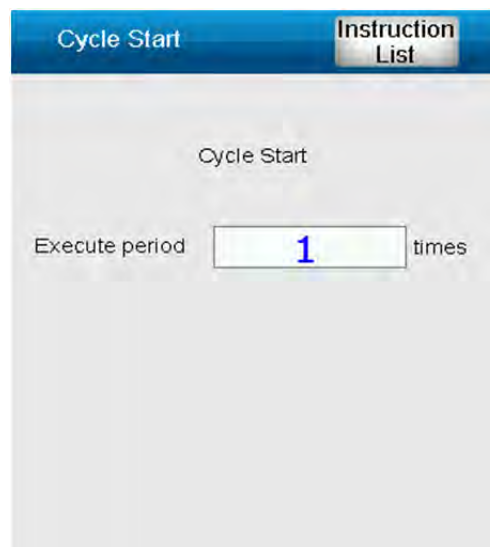 Cycle Start
Instruction
List
Cycle Start
Execute period 1 times